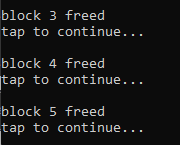 block 3 freed
tap to continue...
block 4 freed
tap to continue...
block 5 freed
tap to continue...